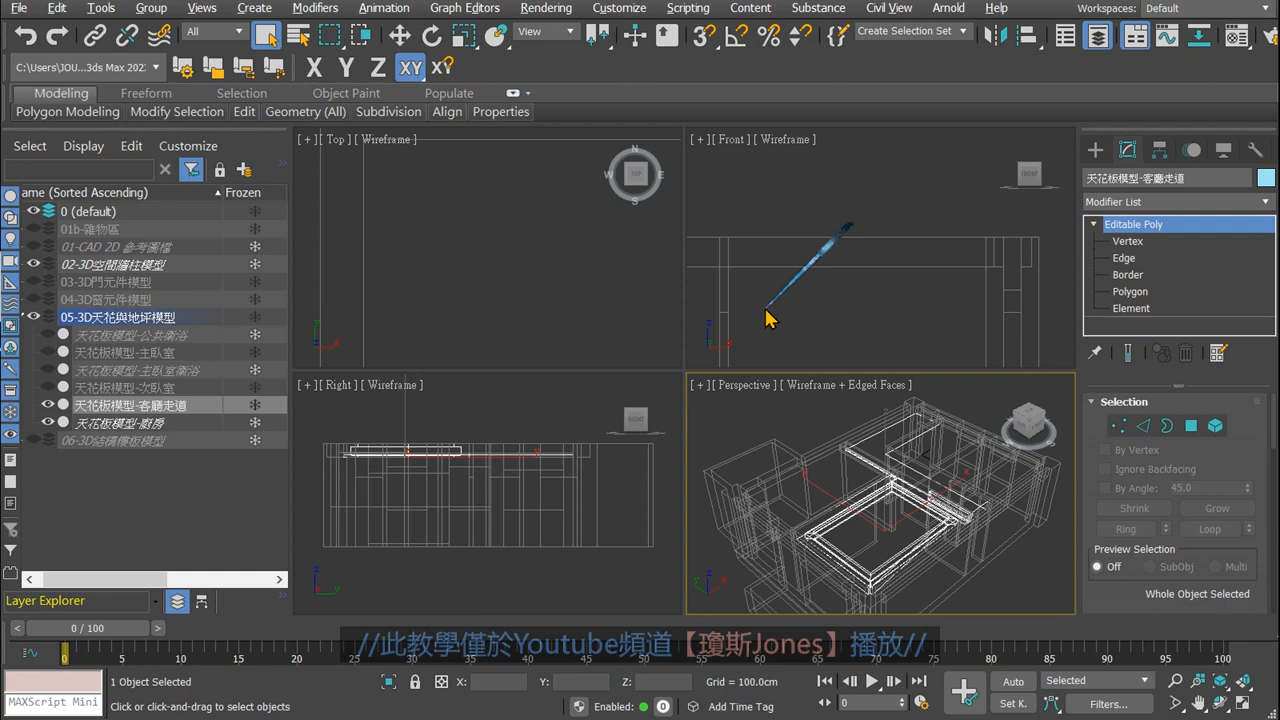 File Edit Tools Group Views Create Modifiers Animation Graph Editors Rendering Customize Scripting Content Substance Civil View Arnold Help Workspaces: Default
All View Create Selection Set
C:\Users\JOU...3ds Max 202 X Y Z XY XY
Modeling Freeform Selection Object Paint Populate
Polygon Modeling Modify Selection Edit Geometry (All) Subdivision Align Properties
Select Display Edit Customize
ame (Sorted Ascending) Frozen
0 (default)
01b-雜物區
01-CAD 2D 參考圖檔
02-3D空間牆柱模型
03-3D門元件模型
04-3D窗元件模型
05-3D天花與地坪模型
天花板模型-公共衛浴
天花板模型-主臥室
天花板模型-主臥室衛浴
天花板模型-次臥室
天花板模型-客廳走道
天花板模型-廚房
06-3D結構樓板模型
Layer Explorer
[ + ] [ Top ] [ Wireframe ]
N
W TOP E
S
[ + ] [ Front ] [ Wireframe ]
FRONT
[ + ] [ Right ] [ Wireframe ]
RIGHT
[ + ] [ Perspective ] [ Wireframe + Edged Faces ]
天花板模型-客廳走道
Modifier List
Editable Poly
Vertex
Edge
Border
Polygon
Element
Selection
By Vertex
Ignore Backfacing
By Angle: 45.0
Shrink Grow
Ring Loop
Preview Selection
Off SubObj Multi
Whole Object Selected
0 / 100
//此教學僅於Youtube頻道【瓊斯Jones】播放//
0 5 10 15 20 25 30 35 40 45 50 55 60 65 70 75 80 85 90 95 100
MAXScript Mini
1 Object Selected X: Y: Z: Grid = 100.0cm
Click or click-and-drag to select objects Enabled: 0 Add Time Tag
0 Auto Selected
Set K. Filters...